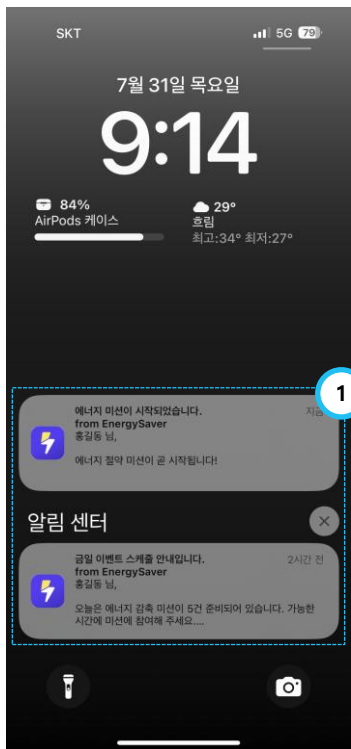 SKT
5G 79
7월 31일 목요일
9:14
84%
AirPods 케이스
29°
흐림
최고:34° 최저:27°
1
에너지 미션이 시작되었습니다.
지금
from EnergySaver
홍길동 님,
에너지 절약 미션이 곧 시작됩니다!
알림 센터
금일 이벤트 스케줄 안내입니다.
2시간 전
from EnergySaver
홍길동 님,
오늘은 에너지 감축 미션이 5건 준비되어 있습니다. 가능한
시간에 미션에 참여해 주세요....